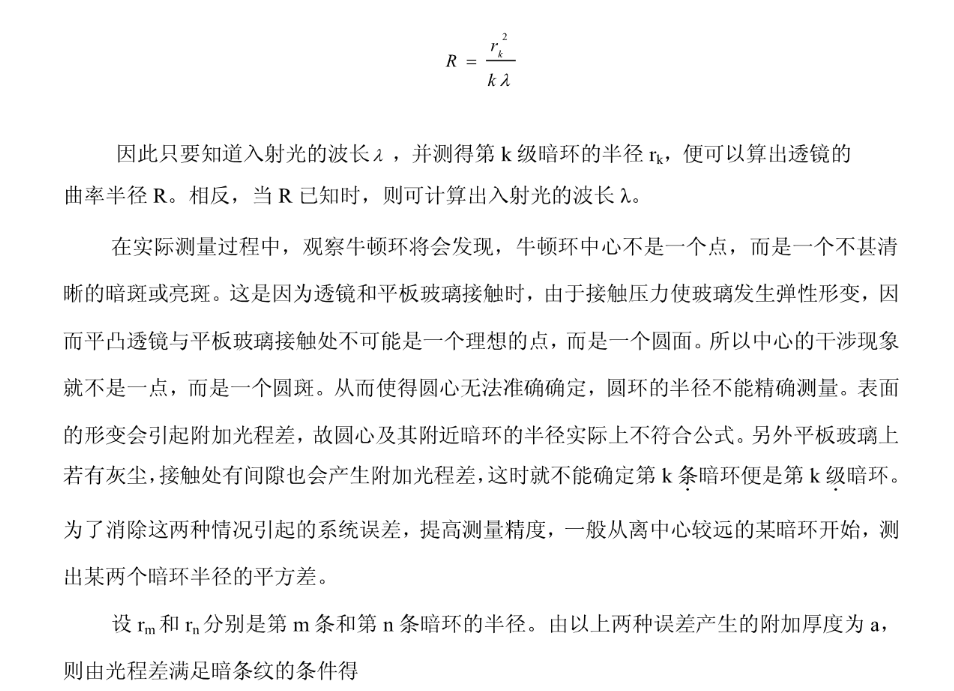 R = r_k^2 / kλ
因此只要知道入射光的波长λ，并测得第 k 级暗环的半径 r_k，便可以算出透镜的
曲率半径 R。相反，当 R 已知时，则可计算出入射光的波长 λ。
在实际测量过程中，观察牛顿环将会发现，牛顿环中心不是一个点，而是一个不甚清
晰的暗斑或亮斑。这是因为透镜和平板玻璃接触时，由于接触压力使玻璃发生弹性形变，因
而平凸透镜与平板玻璃接触处不可能是一个理想的点，而是一个圆面。所以中心的干涉现象
就不是一点，而是一个圆斑。从而使得圆心无法准确确定，圆环的半径不能精确测量。表面
的形变会引起附加光程差，故圆心及其附近暗环的半径实际上不符合公式。另外平板玻璃上
若有灰尘，接触处有间隙也会产生附加光程差，这时就不能确定第 k 条暗环便是第 k 级暗环。
为了消除这两种情况引起的系统误差，提高测量精度，一般从离中心较远的某暗环开始，测
出某两个暗环半径的平方差。
设 r_m 和 r_n 分别是第 m 条和第 n 条暗环的半径。由以上两种误差产生的附加厚度为 a，
则由光程差满足暗条纹的条件得